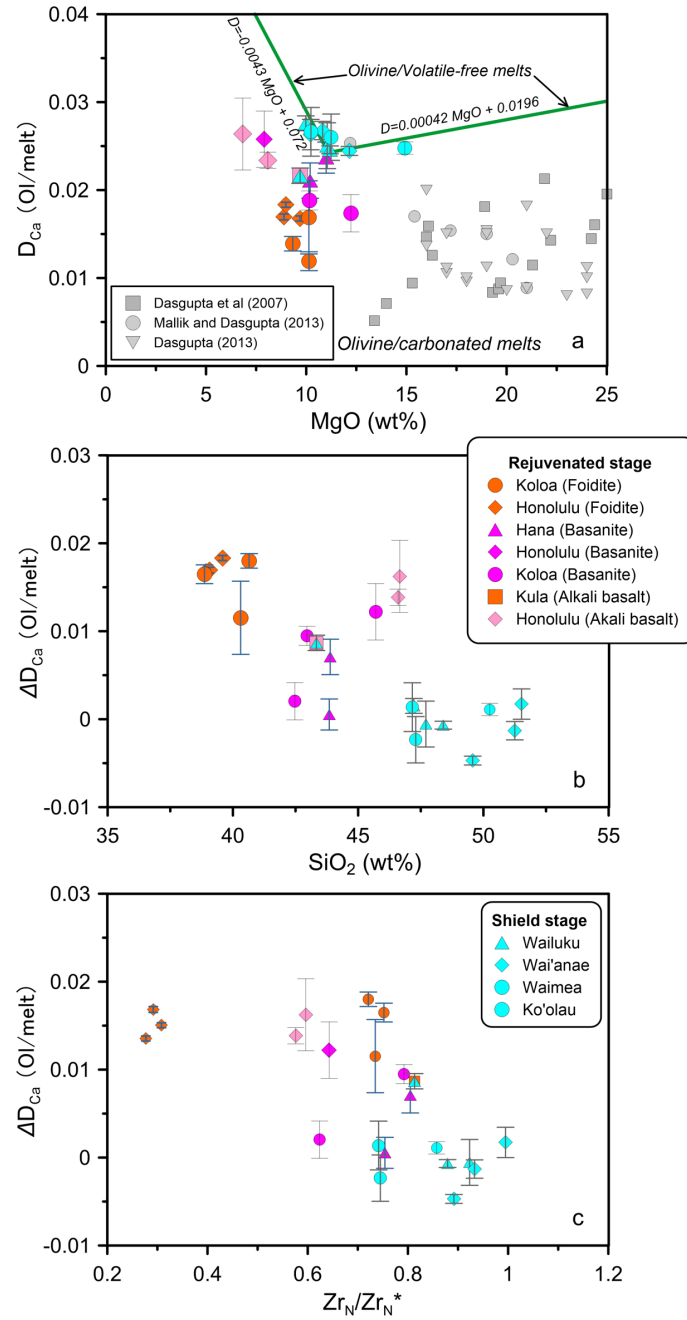 0.04
0.03
0.02
0.01
0
D_Ca (Ol/melt)
Olivine/Volatile-free melts
D=-0.0043 MgO + 0.072
D=0.00042 MgO + 0.0196
Dasgupta et al (2007)
Mallik and Dasgupta (2013)
Dasgupta (2013)
Olivine/carbonated melts
a
0 5 10 15 20 25
MgO (wt%)
0.03
0.02
0.01
0
-0.01
ΔD_Ca (Ol/melt)
Rejuvenated stage
Koloa (Foidite)
Honolulu (Foidite)
Hana (Basanite)
Honolulu (Basanite)
Koloa (Basanite)
Kula (Alkali basalt)
Honolulu (Akali basalt)
b
35 40 45 50 55
SiO₂ (wt%)
0.03
0.02
0.01
0
-0.01
ΔD_Ca (Ol/melt)
Shield stage
Wailuku
Wai'anae
Waimea
Ko'olau
c
0.2 0.4 0.6 0.8 1 1.2
Zr_N/Zr_N*